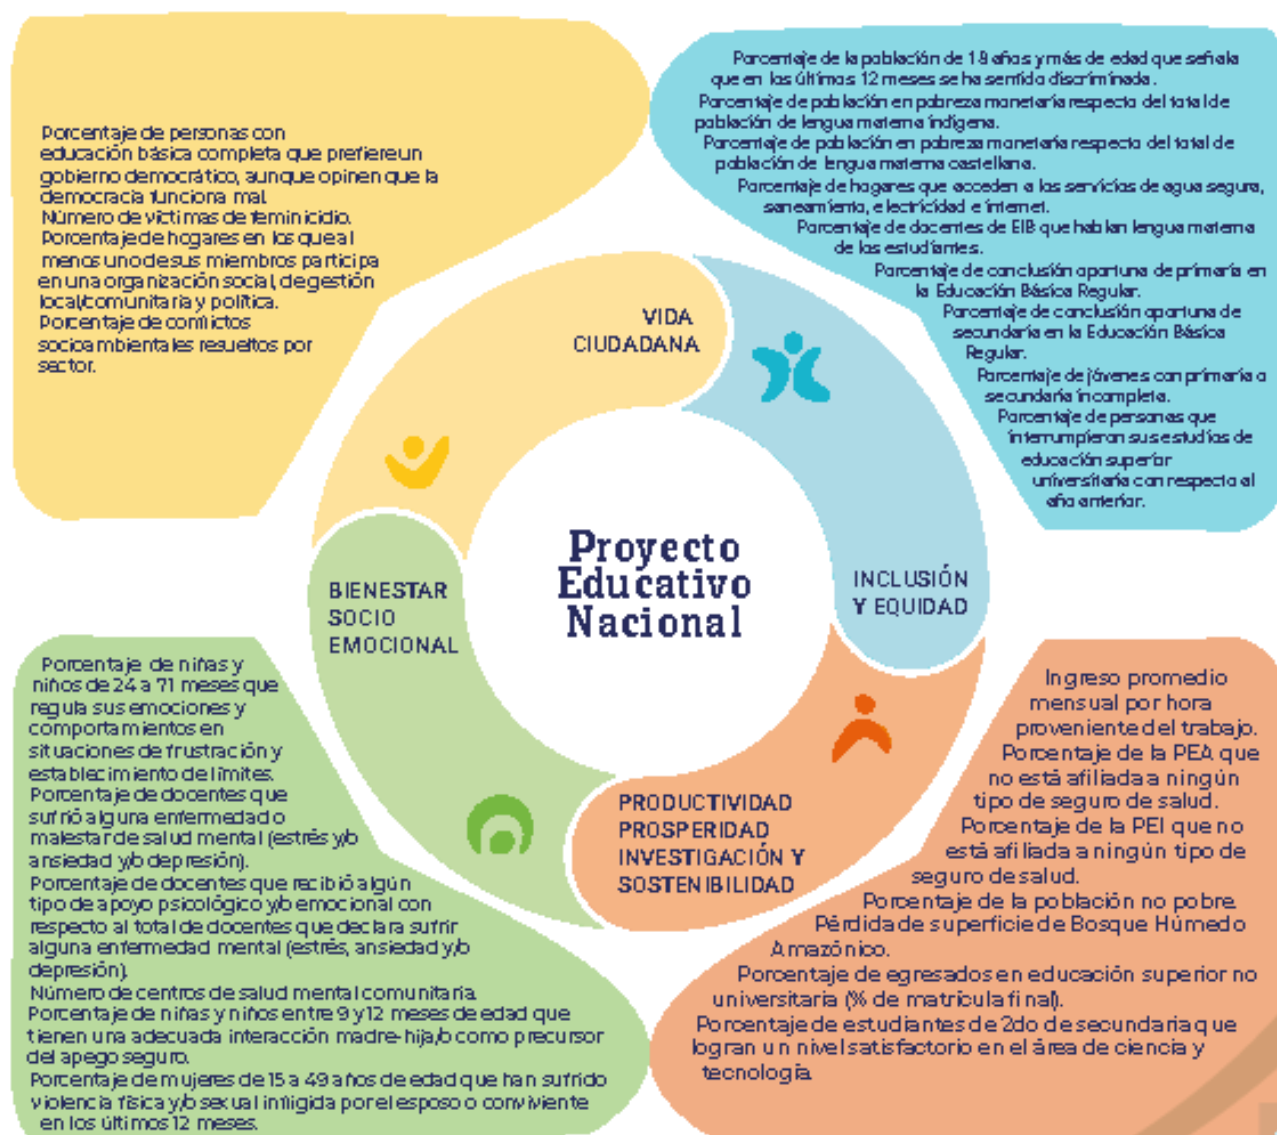 Porcentaje de personas con
educación básica completa que prefiere un
gobierno democrático, aunque opinen que la
democracia funciona mal.
Número de víctimas de feminicidio.
Porcentaje de hogares en los que al
menos uno de sus miembros participa
en una organización social, de gestión
local/comunitaria y política.
Porcentaje de conflictos
socioambientales resueltos por
sector.
Porcentaje de la población de 18 años y más de edad que señala
que en los últimos 12 meses se ha sentido discriminada.
Porcentaje de población en pobreza monetaria respecto del total de
población de lengua materna indígena.
Porcentaje de población en pobreza monetaria respecto del total de
población de lengua materna castellana.
Porcentaje de hogares que acceden a los servicios de agua segura,
saneamiento, electricidad e internet.
Porcentaje de docentes de EIB que hablan lengua materna
de los estudiantes.
Porcentaje de conclusión oportuna de primaria en
la Educación Básica Regular.
Porcentaje de conclusión oportuna de
secundaria en la Educación Básica
Regular.
Porcentaje de jóvenes con primaria o
secundaria incompleta.
Porcentaje de personas que
interrumpieron sus estudios de
educación superior
universitaria con respecto al
año anterior.
VIDA
CIUDADANA
INCLUSIÓN
Y EQUIDAD
Proyecto
Educativo
Nacional
BIENESTAR
SOCIO
EMOCIONAL
PRODUCTIVIDAD
PROSPERIDAD
INVESTIGACIÓN Y
SOSTENIBILIDAD
Porcentaje de niñas y
niños de 24 a 71 meses que
regula sus emociones y
comportamientos en
situaciones de frustración y
establecimiento de límites.
Porcentaje de docentes que
sufrió alguna enfermedad o
malestar de salud mental (estrés y/o
ansiedad y/o depresión).
Porcentaje de docentes que recibió algún
tipo de apoyo psicológico y/o emocional con
respecto al total de docentes que declara sufrir
alguna enfermedad mental (estrés, ansiedad y/o
depresión).
Número de centros de salud mental comunitaria.
Porcentaje de niñas y niños entre 9 y 12 meses de edad que
tienen una adecuada interacción madre-hija/o como precursor
del apego seguro.
Porcentaje de mujeres de 15 a 49 años de edad que han sufrido
violencia física y/o sexual infligida por el esposo o conviviente
en los últimos 12 meses.
Ingreso promedio
mensual por hora
proveniente del trabajo.
Porcentaje de la PEA que
no está afiliada a ningún
tipo de seguro de salud.
Porcentaje de la PEI que no
está afiliada a ningún tipo de
seguro de salud.
Porcentaje de la población no pobre.
Pérdida de superficie de Bosque Húmedo
Amazónico.
Porcentaje de egresados en educación superior no
universitaria (% de matrícula final).
Porcentaje de estudiantes de 2do de secundaria que
logran un nivel satisfactorio en el área de ciencia y
tecnología.